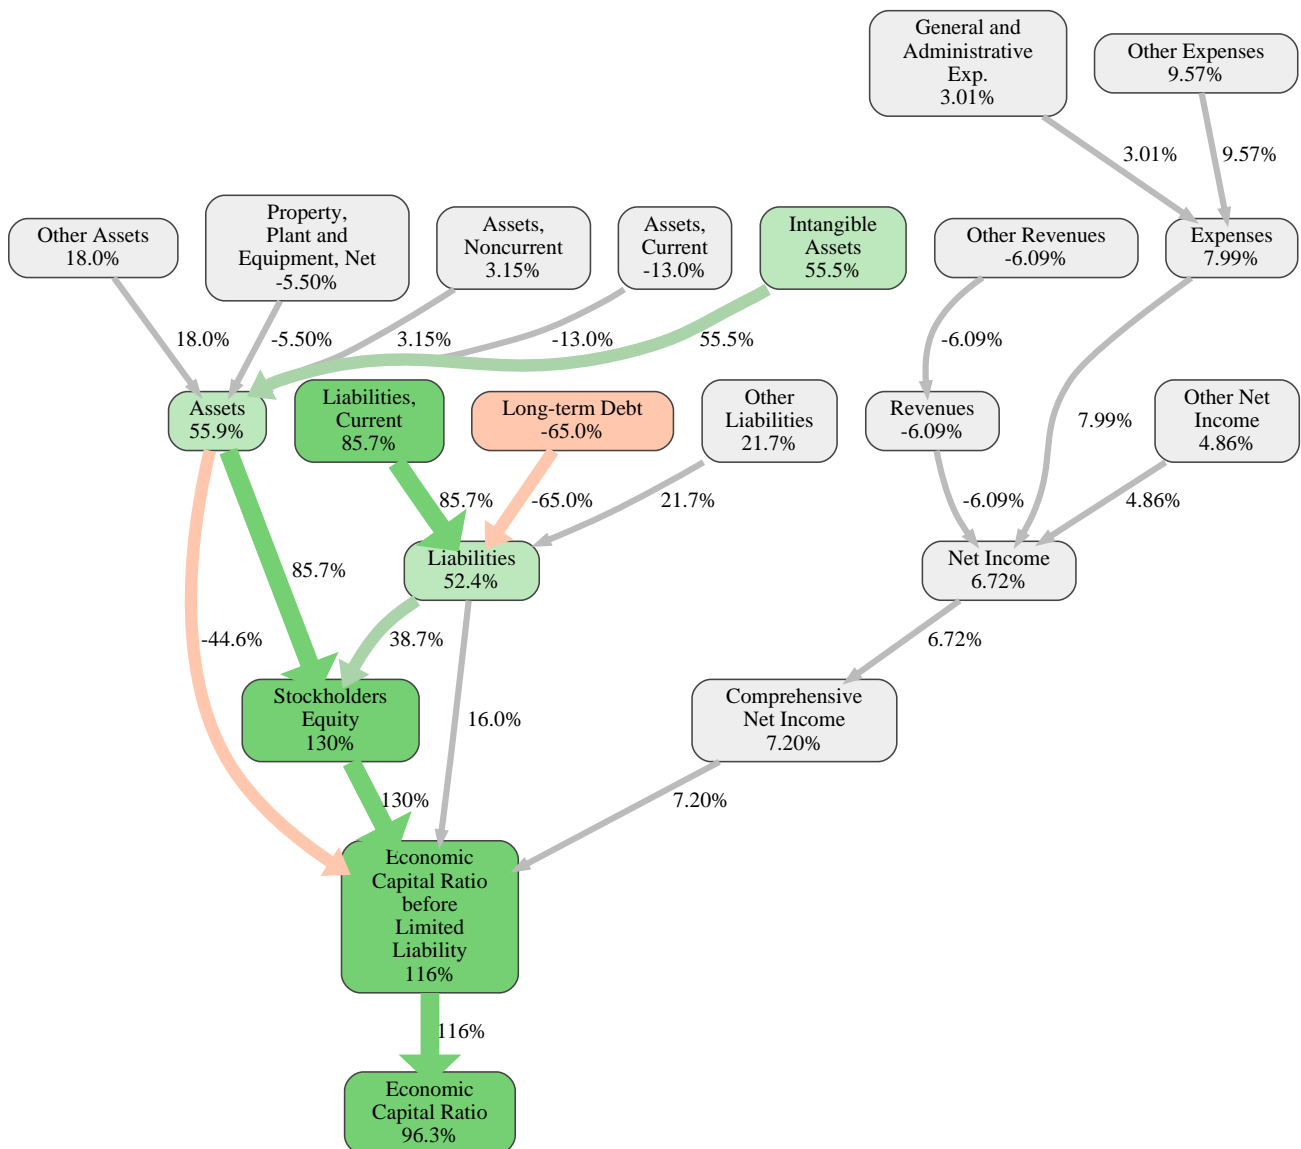 General and
Administrative
Exp.
3.01%
Other Expenses
9.57%
3.01%
9.57%
Other Assets
18.0%
Property,
Plant and
Equipment, Net
-5.50%
Assets,
Noncurrent
3.15%
Assets,
Current
-13.0%
Intangible
Assets
55.5%
Other Revenues
-6.09%
Expenses
7.99%
18.0%
-5.50%
3.15%
-13.0%
55.5%
-6.09%
Assets
55.9%
Liabilities,
Current
85.7%
Long-term Debt
-65.0%
Other
Liabilities
21.7%
Revenues
-6.09%
7.99%
Other Net
Income
4.86%
85.7%
-65.0%
21.7%
-6.09%
4.86%
85.7%
Liabilities
52.4%
Net Income
6.72%
-44.6%
38.7%
6.72%
Stockholders
Equity
130%
16.0%
Comprehensive
Net Income
7.20%
130%
7.20%
Economic
Capital Ratio
before
Limited
Liability
116%
116%
Economic
Capital Ratio
96.3%